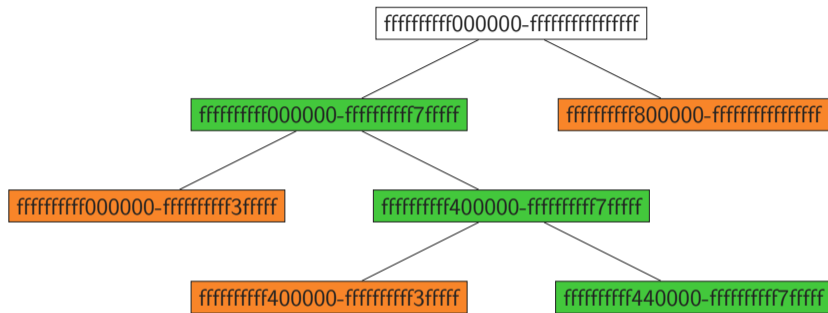 ffffffffff000000-ffffffffffffffff
ffffffffff000000-ffffffffff7fffff
ffffffffff800000-ffffffffffffffff
ffffffffff000000-ffffffffff3fffff
ffffffffff400000-ffffffffff7fffff
ffffffffff400000-ffffffffff3fffff
ffffffffff440000-ffffffffff7fffff